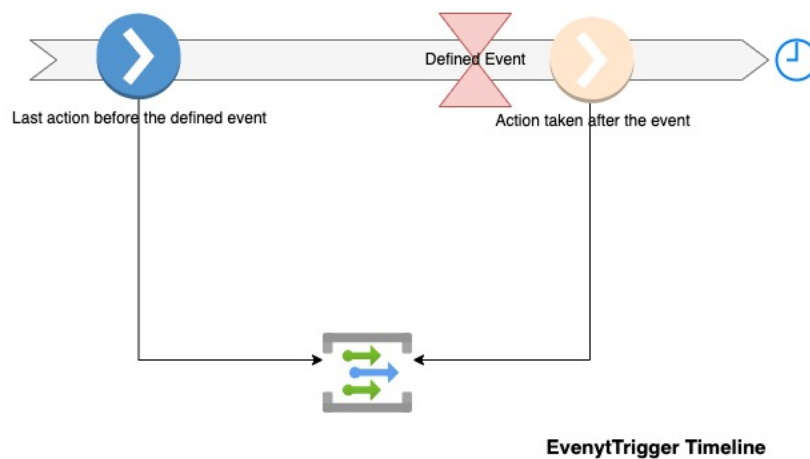 Defined Event
Last action before the defined event
Action taken after the event
EvenytTrigger Timeline